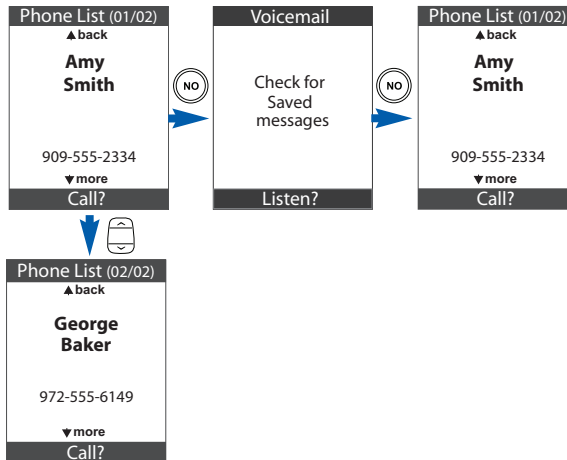 Phone List (01/02)
back
Amy
Smith
909-555-2334
more
Call?
NO
Voicemail
Check for
Saved
messages
Listen?
NO
Phone List (01/02)
back
Amy
Smith
909-555-2334
more
Call?
Phone List (02/02)
back
George
Baker
972-555-6149
more
Call?